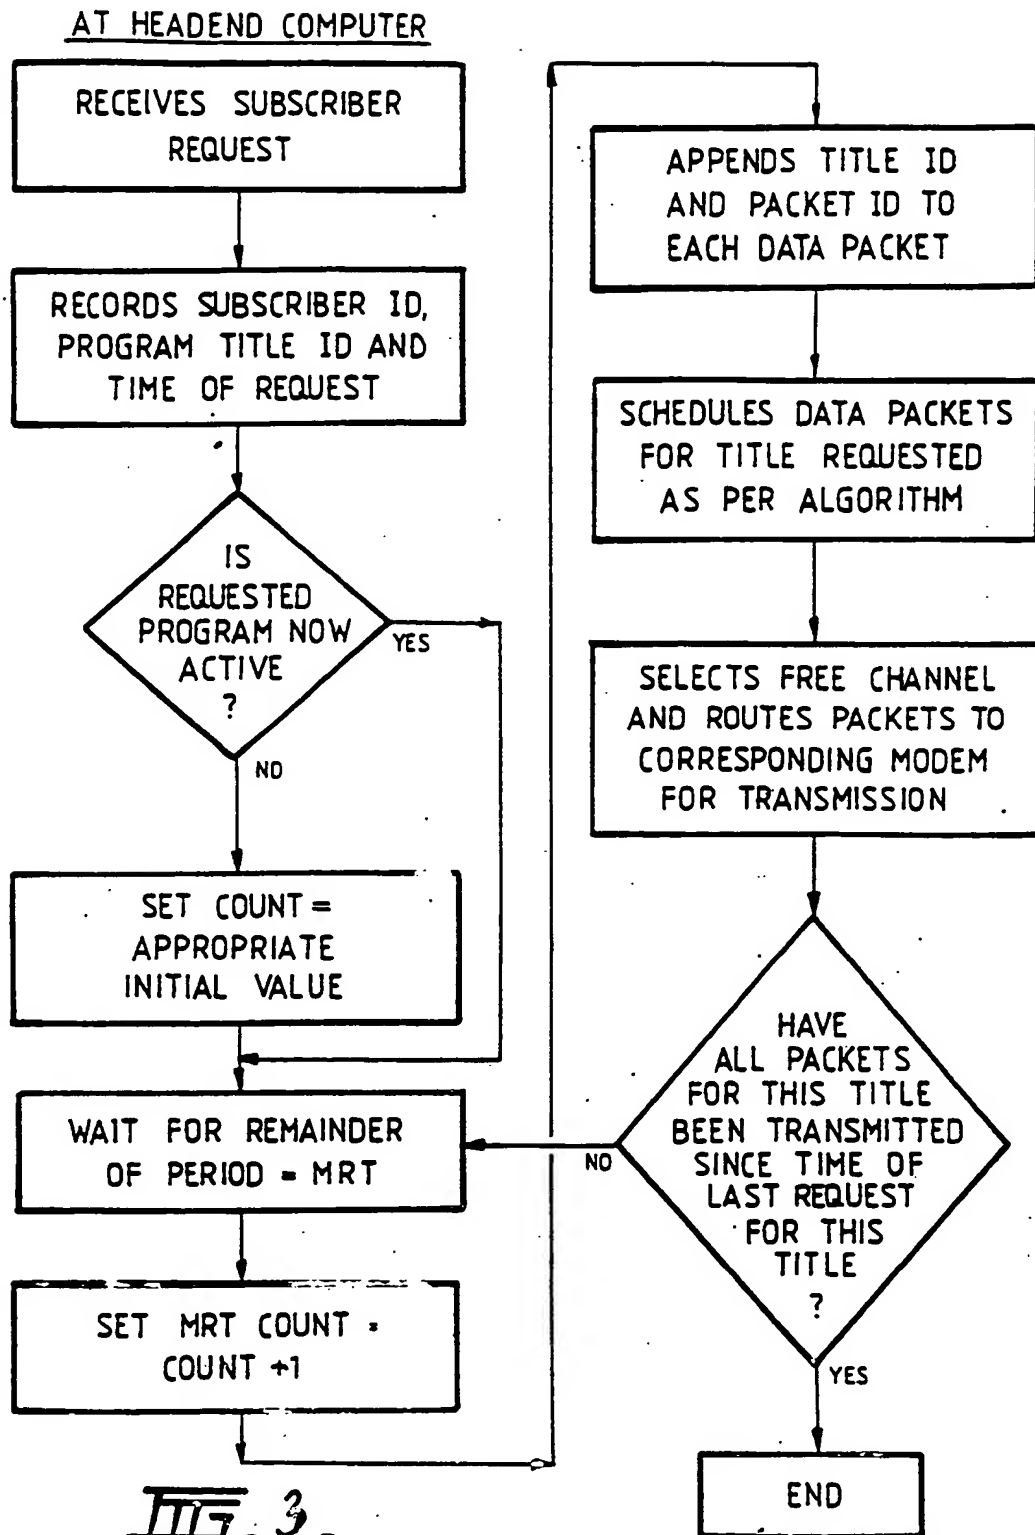 AT HEADEND COMPUTER
RECEIVES SUBSCRIBER
REQUEST
RECORDS SUBSCRIBER ID,
PROGRAM TITLE ID AND
TIME OF REQUEST
IS
REQUESTED
PROGRAM NOW
ACTIVE
?
YES
NO
SET COUNT =
APPROPRIATE
INITIAL VALUE
WAIT FOR REMAINDER
OF PERIOD = MRT
SET MRT COUNT =
COUNT +1
APPENDS TITLE ID
AND PACKET ID TO
EACH DATA PACKET
SCHEDULES DATA PACKETS
FOR TITLE REQUESTED
AS PER ALGORITHM
SELECTS FREE CHANNEL
AND ROUTES PACKETS TO
CORRESPONDING MODEM
FOR TRANSMISSION
HAVE
ALL PACKETS
FOR THIS TITLE
BEEN TRANSMITTED
SINCE TIME OF
LAST REQUEST
FOR THIS
TITLE
?
NO
YES
END
FIG. 3.